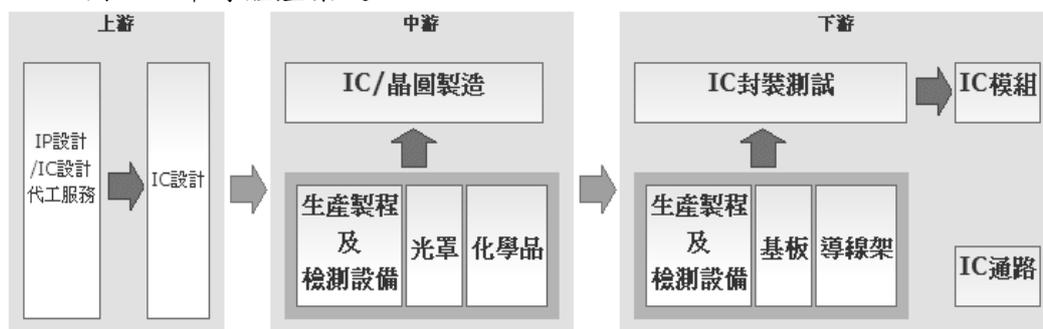 上游
IP設計
/IC設計
代工服務
IC設計
中游
IC/晶圓製造
生產製程
及
檢測設備
光罩
化學品
下游
IC封裝測試
IC模組
生產製程
及
檢測設備
基板
導線架
IC通路